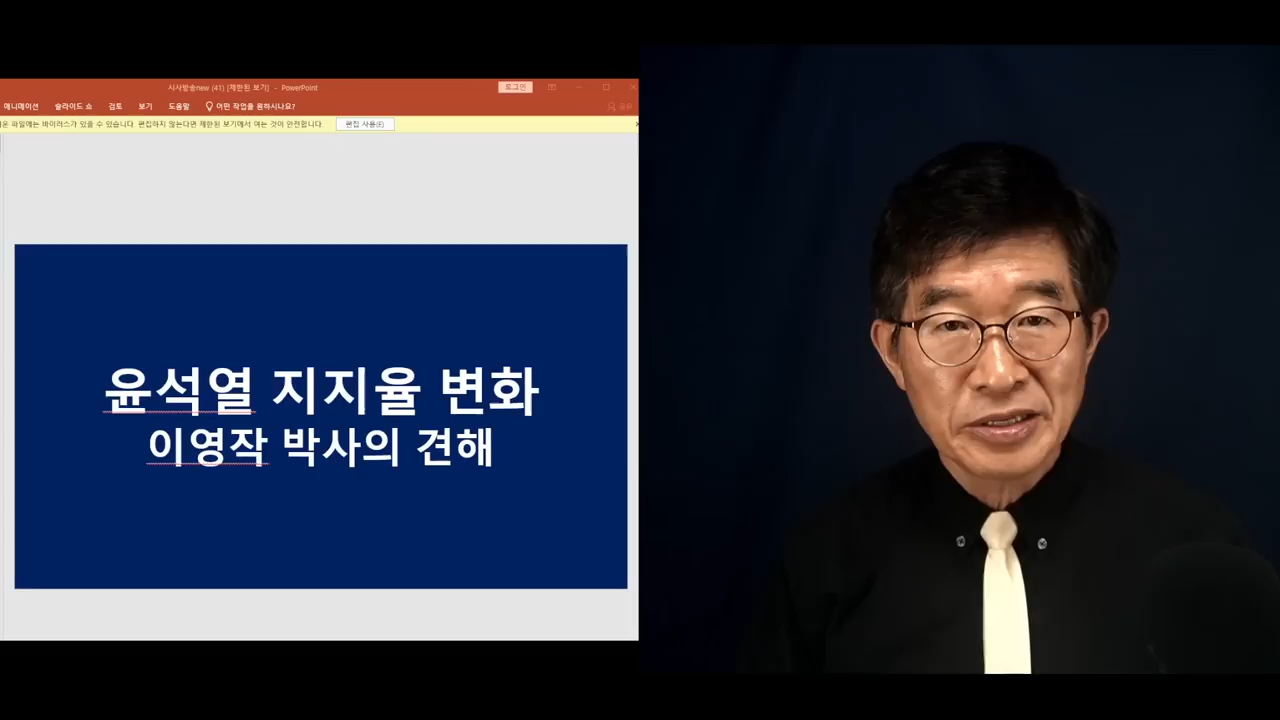 시사방송new (41) [제한된 보기] - PowerPoint
로그인
애니메이션 슬라이드 쇼 검토 보기 도움말 어떤 작업을 원하시나요? 공유
파일에는 바이러스가 있을 수 있습니다. 편집하지 않는다면 제한된 보기에서 여는 것이 안전합니다. 편집 사용(E)
윤석열 지지율 변화
이영작 박사의 견해